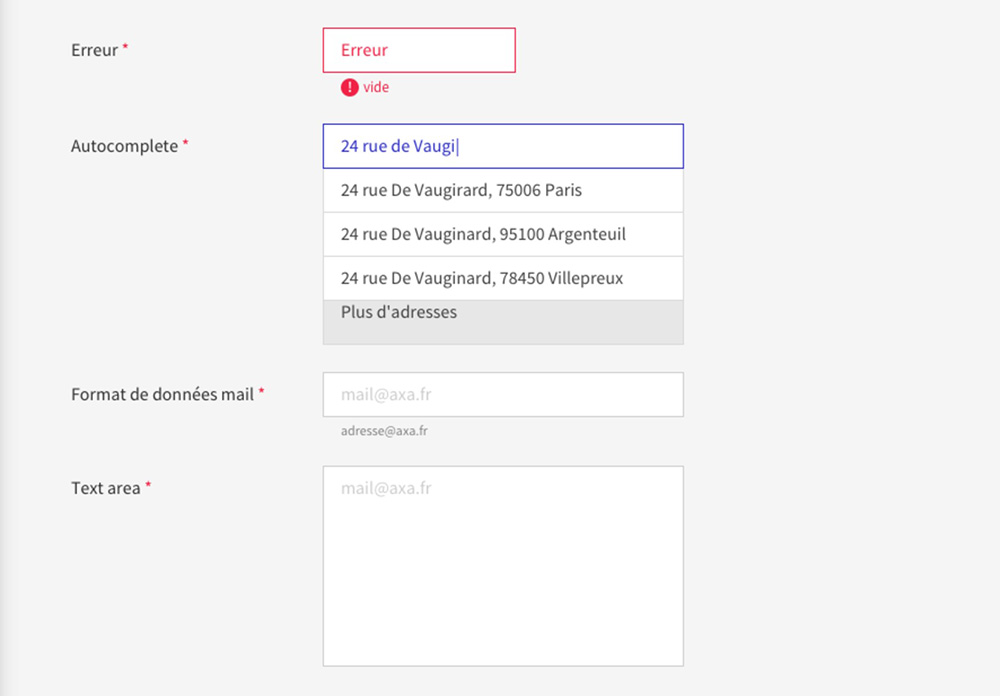 Erreur * Erreur
! vide
Autocomplete * 24 rue de Vaugi
24 rue De Vaugirard, 75006 Paris
24 rue De Vauginard, 95100 Argenteuil
24 rue De Vauginard, 78450 Villepreux
Plus d'adresses
Format de données mail * mail@axa.fr
adresse@axa.fr
Text area * mail@axa.fr